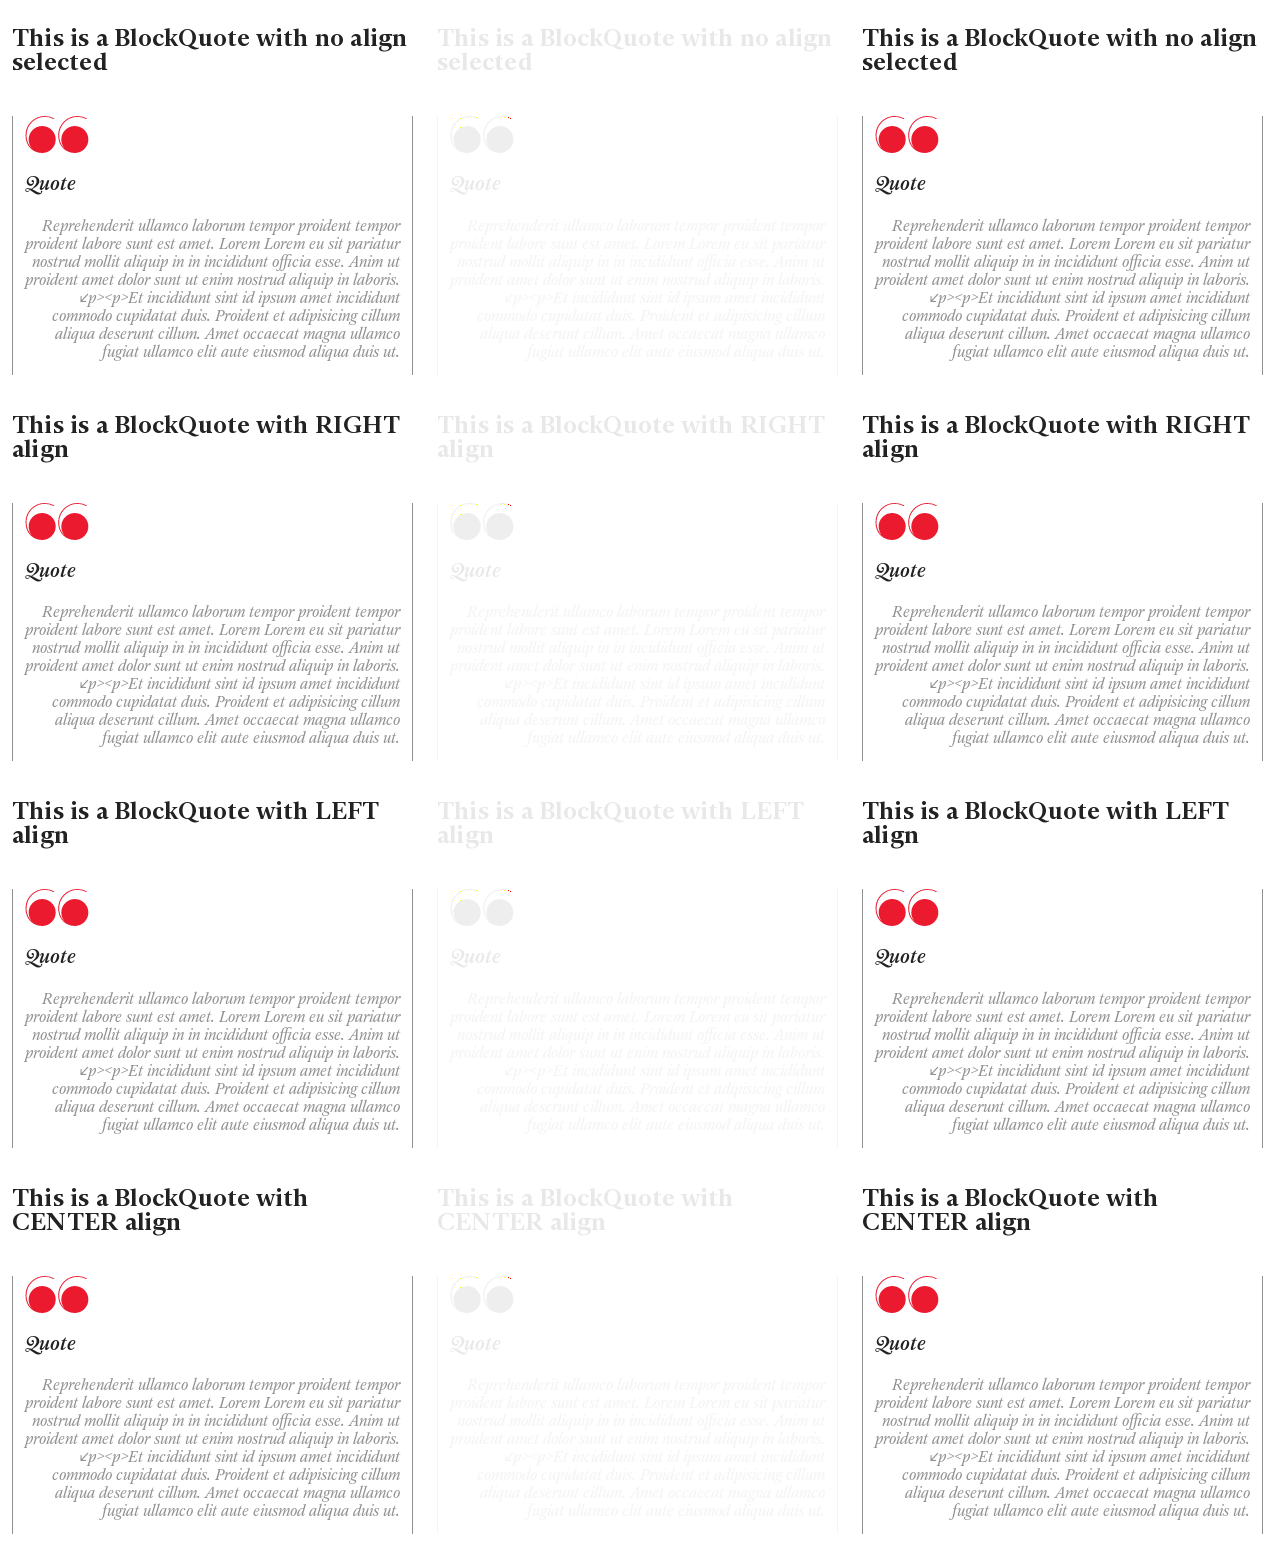 This is a BlockQuote with no align
selected
Quote
Reprehenderit ullamco laborum tempor proident tempor
proident labore sunt est amet. Lorem Lorem eu sit pariatur
nostrud mollit aliquip in in incididunt officia esse. Anim ut
proident amet dolor sunt ut enim nostrud aliquip in laboris.
↙p><p>Et incididunt sint id ipsum amet incididunt
commodo cupidatat duis. Proident et adipisicing cillum
aliqua deserunt cillum. Amet occaecat magna ullamco
fugiat ullamco elit aute eiusmod aliqua duis ut.
This is a BlockQuote with RIGHT
align
Quote
Reprehenderit ullamco laborum tempor proident tempor
proident labore sunt est amet. Lorem Lorem eu sit pariatur
nostrud mollit aliquip in in incididunt officia esse. Anim ut
proident amet dolor sunt ut enim nostrud aliquip in laboris.
↙p><p>Et incididunt sint id ipsum amet incididunt
commodo cupidatat duis. Proident et adipisicing cillum
aliqua deserunt cillum. Amet occaecat magna ullamco
fugiat ullamco elit aute eiusmod aliqua duis ut.
This is a BlockQuote with LEFT
align
Quote
Reprehenderit ullamco laborum tempor proident tempor
proident labore sunt est amet. Lorem Lorem eu sit pariatur
nostrud mollit aliquip in in incididunt officia esse. Anim ut
proident amet dolor sunt ut enim nostrud aliquip in laboris.
↙p><p>Et incididunt sint id ipsum amet incididunt
commodo cupidatat duis. Proident et adipisicing cillum
aliqua deserunt cillum. Amet occaecat magna ullamco
fugiat ullamco elit aute eiusmod aliqua duis ut.
This is a BlockQuote with
CENTER align
Quote
Reprehenderit ullamco laborum tempor proident tempor
proident labore sunt est amet. Lorem Lorem eu sit pariatur
nostrud mollit aliquip in in incididunt officia esse. Anim ut
proident amet dolor sunt ut enim nostrud aliquip in laboris.
↙p><p>Et incididunt sint id ipsum amet incididunt
commodo cupidatat duis. Proident et adipisicing cillum
aliqua deserunt cillum. Amet occaecat magna ullamco
fugiat ullamco elit aute eiusmod aliqua duis ut.
This is a BlockQuote with no align
selected
Quote
Reprehenderit ullamco laborum tempor proident tempor
proident labore sunt est amet. Lorem Lorem eu sit pariatur
nostrud mollit aliquip in in incididunt officia esse. Anim ut
proident amet dolor sunt ut enim nostrud aliquip in laboris.
↙p><p>Et incididunt sint id ipsum amet incididunt
commodo cupidatat duis. Proident et adipisicing cillum
aliqua deserunt cillum. Amet occaecat magna ullamco
fugiat ullamco elit aute eiusmod aliqua duis ut.
This is a BlockQuote with RIGHT
align
Quote
Reprehenderit ullamco laborum tempor proident tempor
proident labore sunt est amet. Lorem Lorem eu sit pariatur
nostrud mollit aliquip in in incididunt officia esse. Anim ut
proident amet dolor sunt ut enim nostrud aliquip in laboris.
↙p><p>Et incididunt sint id ipsum amet incididunt
commodo cupidatat duis. Proident et adipisicing cillum
aliqua deserunt cillum. Amet occaecat magna ullamco
fugiat ullamco elit aute eiusmod aliqua duis ut.
This is a BlockQuote with LEFT
align
Quote
Reprehenderit ullamco laborum tempor proident tempor
proident labore sunt est amet. Lorem Lorem eu sit pariatur
nostrud mollit aliquip in in incididunt officia esse. Anim ut
proident amet dolor sunt ut enim nostrud aliquip in laboris.
↙p><p>Et incididunt sint id ipsum amet incididunt
commodo cupidatat duis. Proident et adipisicing cillum
aliqua deserunt cillum. Amet occaecat magna ullamco
fugiat ullamco elit aute eiusmod aliqua duis ut.
This is a BlockQuote with
CENTER align
Quote
Reprehenderit ullamco laborum tempor proident tempor
proident labore sunt est amet. Lorem Lorem eu sit pariatur
nostrud mollit aliquip in in incididunt officia esse. Anim ut
proident amet dolor sunt ut enim nostrud aliquip in laboris.
↙p><p>Et incididunt sint id ipsum amet incididunt
commodo cupidatat duis. Proident et adipisicing cillum
aliqua deserunt cillum. Amet occaecat magna ullamco
fugiat ullamco elit aute eiusmod aliqua duis ut.
This is a BlockQuote with no align
selected
Quote
Reprehenderit ullamco laborum tempor proident tempor
proident labore sunt est amet. Lorem Lorem eu sit pariatur
nostrud mollit aliquip in in incididunt officia esse. Anim ut
proident amet dolor sunt ut enim nostrud aliquip in laboris.
↙p><p>Et incididunt sint id ipsum amet incididunt
commodo cupidatat duis. Proident et adipisicing cillum
aliqua deserunt cillum. Amet occaecat magna ullamco
fugiat ullamco elit aute eiusmod aliqua duis ut.
This is a BlockQuote with RIGHT
align
Quote
Reprehenderit ullamco laborum tempor proident tempor
proident labore sunt est amet. Lorem Lorem eu sit pariatur
nostrud mollit aliquip in in incididunt officia esse. Anim ut
proident amet dolor sunt ut enim nostrud aliquip in laboris.
↙p><p>Et incididunt sint id ipsum amet incididunt
commodo cupidatat duis. Proident et adipisicing cillum
aliqua deserunt cillum. Amet occaecat magna ullamco
fugiat ullamco elit aute eiusmod aliqua duis ut.
This is a BlockQuote with LEFT
align
Quote
Reprehenderit ullamco laborum tempor proident tempor
proident labore sunt est amet. Lorem Lorem eu sit pariatur
nostrud mollit aliquip in in incididunt officia esse. Anim ut
proident amet dolor sunt ut enim nostrud aliquip in laboris.
↙p><p>Et incididunt sint id ipsum amet incididunt
commodo cupidatat duis. Proident et adipisicing cillum
aliqua deserunt cillum. Amet occaecat magna ullamco
fugiat ullamco elit aute eiusmod aliqua duis ut.
This is a BlockQuote with
CENTER align
Quote
Reprehenderit ullamco laborum tempor proident tempor
proident labore sunt est amet. Lorem Lorem eu sit pariatur
nostrud mollit aliquip in in incididunt officia esse. Anim ut
proident amet dolor sunt ut enim nostrud aliquip in laboris.
↙p><p>Et incididunt sint id ipsum amet incididunt
commodo cupidatat duis. Proident et adipisicing cillum
aliqua deserunt cillum. Amet occaecat magna ullamco
fugiat ullamco elit aute eiusmod aliqua duis ut.